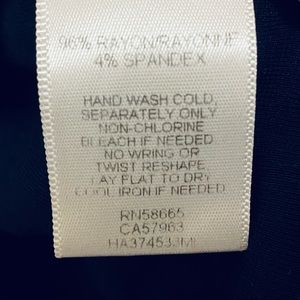 96% RAYON/RAYONNE
4% SPANDEX
HAND WASH COLD,
SEPARATELY ONLY
NON-CHLORINE
BLEACH IF NEEDED
NO WRING OR
TWIST RESHAPE
LAY FLAT TO DRY
COOL IRON IF NEEDED
RN58665
CA57963